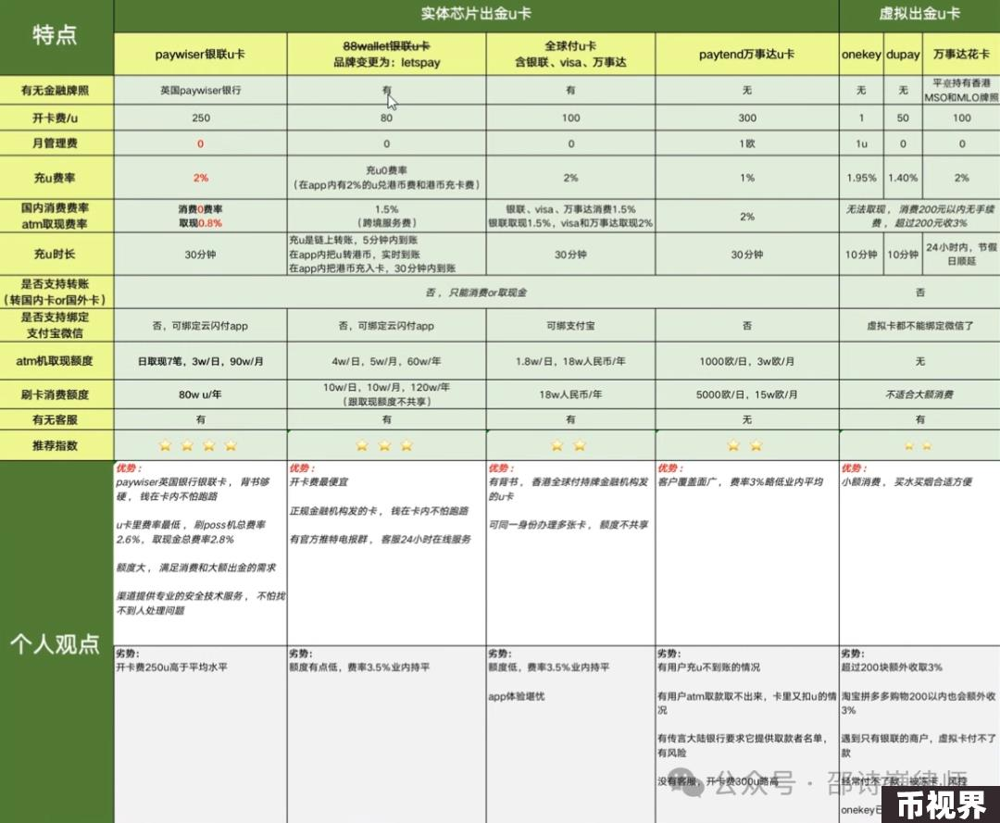 特点
实体芯片出金u卡
虚拟出金u卡
paywiser银联u卡
88wallet银联u卡
品牌变更为：letspay
全球付u卡
含银联、visa、万事达
paytend万事达u卡
onekey
dupay
万事达花卡
有无金融牌照
英国paywiser银行
有
有
无
无
无
平台持有香港
MSO和MLO牌照
开卡费/u
250
80
100
300
1
50
100
月管理费
0
0
0
1欧
1u
0
0
充u费率
2%
充u0费率
（在app内有2%的u兑港币费和港币充卡费）
2%
1%
1.95%
1.40%
2%
国内消费费率
atm取现费率
消费0费率
取现0.8%
1.5%
（跨境服务费）
银联、visa、万事达消费1.5%
银联取现1.5%，visa和万事达取现2%
2%
无法取现，消费200元以内无手续
费，超过200元收3%
充u时长
30分钟
充u是链上转账，5分钟内到账
在app内把u转港币，实时到账
在app内把港币充入卡，30分钟内到账
30分钟
30分钟
10分钟
10分钟
24小时内，节假
日顺延
是否支持转账
（转国内卡or国外卡）
否，只能消费or取现金
否
是否支持绑定
支付宝微信
否，可绑定云闪付app
否，可绑定云闪付app
可绑支付宝
否
虚拟卡都不能绑定微信了
atm机取现额度
日取现7笔，3w/日，90w/月
4w/日，5w/月，60w/年
1.8w/日，18w人民币/年
1000欧/日，3w欧/月
无
刷卡消费额度
80w u/年
10w/日，10w/月，120w/年
（跟取现额度不共享）
18w人民币/年
5000欧/日，15w欧/月
不适合大额消费
有无客服
有
有
有
无
有
推荐指数
个人观点
优势：
paywiser英国银行银联卡，背书够
硬，钱在卡内不怕跑路
u卡里费率最低，刷poss机总费率
2.6%，取现金总费率2.8%
额度大，满足消费和大额出金的需求
渠道提供专业的安全技术服务，不怕找
不到人处理问题
优势：
开卡费最便宜
正规金融机构发的卡，钱在卡内不怕跑路
有官方推特电报群，客服24小时在线服务
优势：
有背书，香港全球付持牌金融机构发
的u卡
可同一身份办理多张卡，额度不共享
优势：
客户覆盖面广，费率3%略低业内平均
优势：
小额消费，买水买烟合适方便
劣势：
开卡费250u高于平均水平
劣势：
额度有点低，费率3.5%业内持平
劣势：
额度低，费率3.5%业内持平
app体验堪忧
劣势：
有用户充u不到账的情况
有用户atm取款取不出来，卡里又扣u的情
况
有传言大陆银行要求它提供取款者名单，
有风险
没有客服，开卡费300u略高
劣势：
超过200块额外收取3%
淘宝拼多多购物200以内也会额外收
3%
遇到只有银联的商户，虚拟卡付不了
款
经常付不了款，被冻卡，风控
onekey已
公众号·邵诗巍律师
币视界